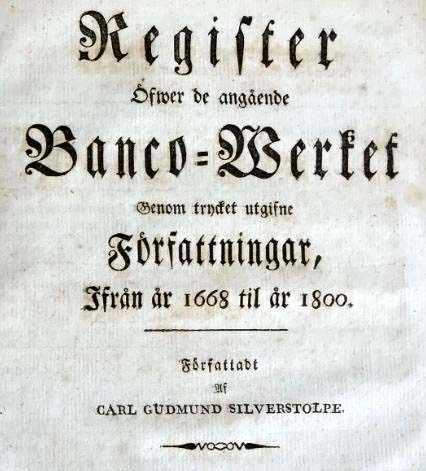 Register
Öfwer de angående
Banco=Werket
Genom trycket utgifne
Författningar,
Ifrån år 1668 til år 1800.
Författadt
Af
CARL GUDMUND SILVERSTOLPE.